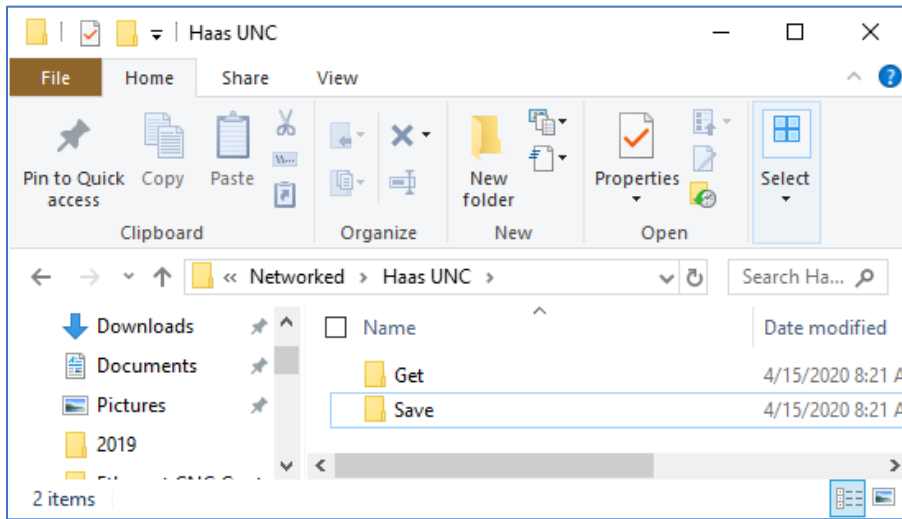 Haas UNC
File Home Share View
Pin to Quick access Copy Paste New folder Properties Select
Clipboard Organize New Open
« Networked > Haas UNC > Search Ha...
Downloads
Documents
Pictures
2019
Name Date modified
Get 4/15/2020 8:21 A
Save 4/15/2020 8:21 A
2 items